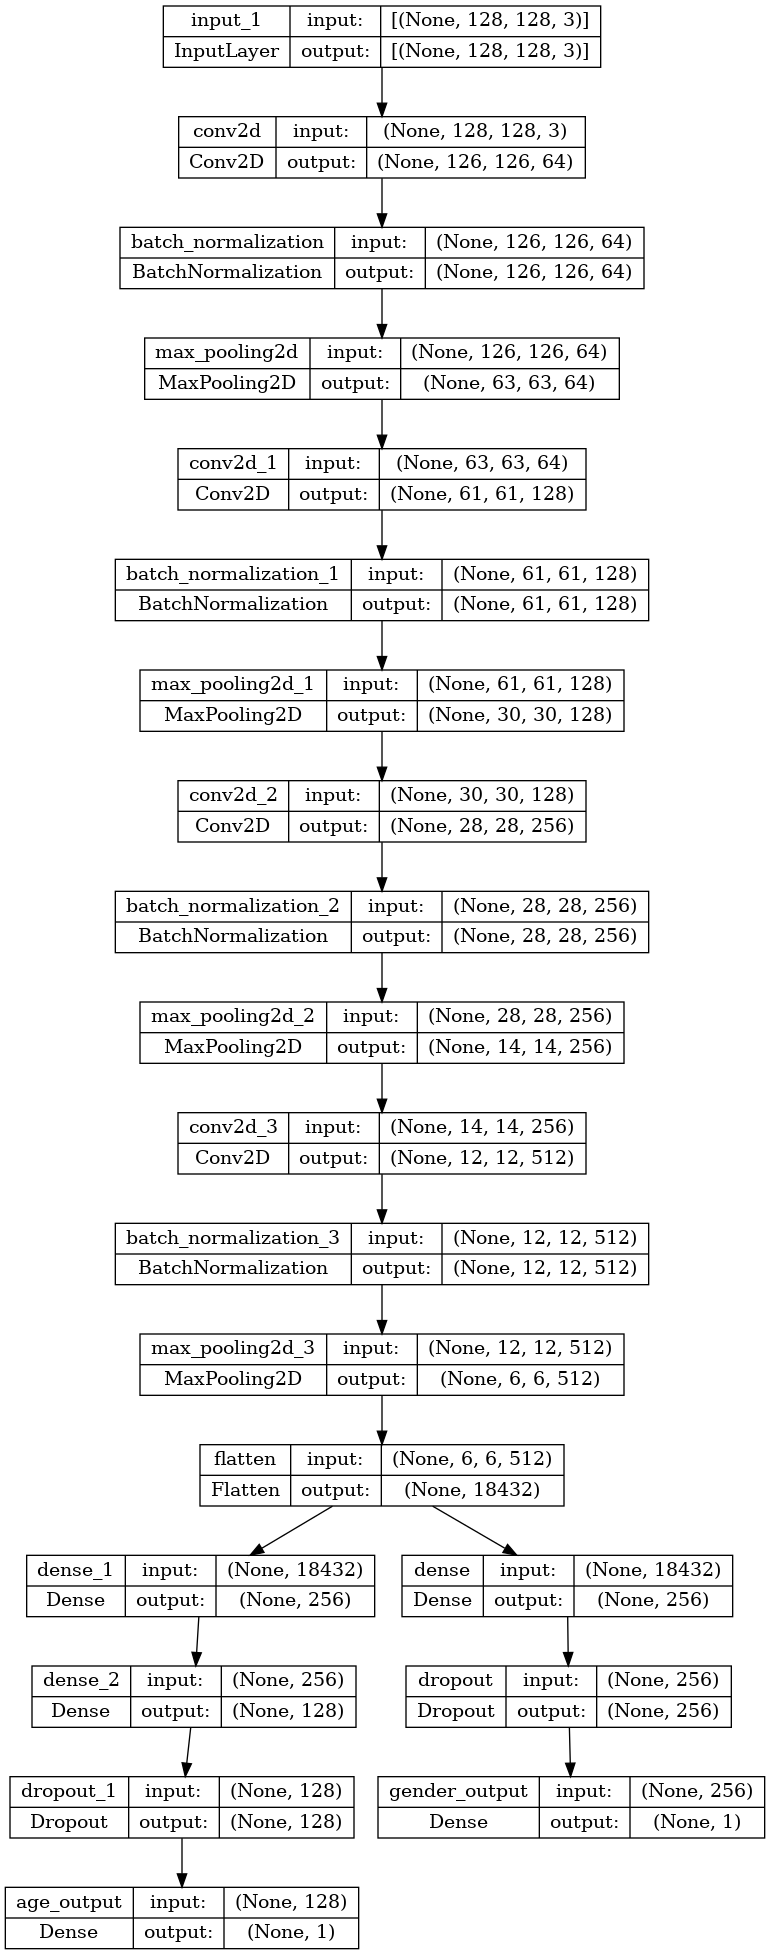 input_1 input: [(None, 128, 128, 3)]
InputLayer output: [(None, 128, 128, 3)]
conv2d input: (None, 128, 128, 3)
Conv2D output: (None, 126, 126, 64)
batch_normalization input: (None, 126, 126, 64)
BatchNormalization output: (None, 126, 126, 64)
max_pooling2d input: (None, 126, 126, 64)
MaxPooling2D output: (None, 63, 63, 64)
conv2d_1 input: (None, 63, 63, 64)
Conv2D output: (None, 61, 61, 128)
batch_normalization_1 input: (None, 61, 61, 128)
BatchNormalization output: (None, 61, 61, 128)
max_pooling2d_1 input: (None, 61, 61, 128)
MaxPooling2D output: (None, 30, 30, 128)
conv2d_2 input: (None, 30, 30, 128)
Conv2D output: (None, 28, 28, 256)
batch_normalization_2 input: (None, 28, 28, 256)
BatchNormalization output: (None, 28, 28, 256)
max_pooling2d_2 input: (None, 28, 28, 256)
MaxPooling2D output: (None, 14, 14, 256)
conv2d_3 input: (None, 14, 14, 256)
Conv2D output: (None, 12, 12, 512)
batch_normalization_3 input: (None, 12, 12, 512)
BatchNormalization output: (None, 12, 12, 512)
max_pooling2d_3 input: (None, 12, 12, 512)
MaxPooling2D output: (None, 6, 6, 512)
flatten input: (None, 6, 6, 512)
Flatten output: (None, 18432)
dense_1 input: (None, 18432)
Dense output: (None, 256)
dense input: (None, 18432)
Dense output: (None, 256)
dense_2 input: (None, 256)
Dense output: (None, 128)
dropout input: (None, 256)
Dropout output: (None, 256)
dropout_1 input: (None, 128)
Dropout output: (None, 128)
gender_output input: (None, 256)
Dense output: (None, 1)
age_output input: (None, 128)
Dense output: (None, 1)